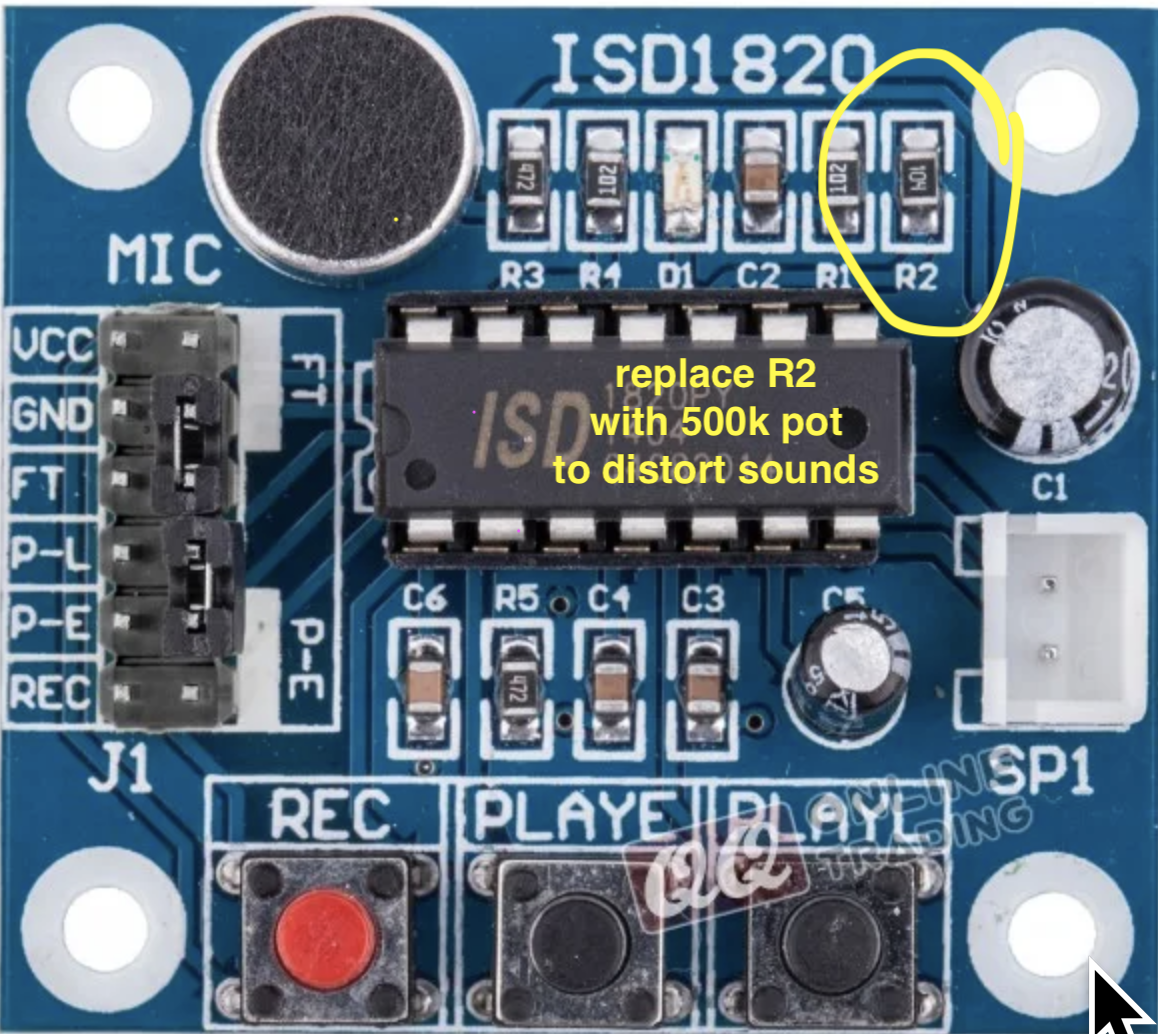 ISD1820
472
102
102
104
MIC
R3
R4
D1
C2
R1
R2
VCC
GND
FT
P-L
P-E
REC
FT
P-E
J1
ISD
replace R2
with 500k pot
to distort sounds
C1
C6
R5
C4
C3
C5
472
SP1
REC
PLAYE
PLAYL
QQ ONLINE
TRADING